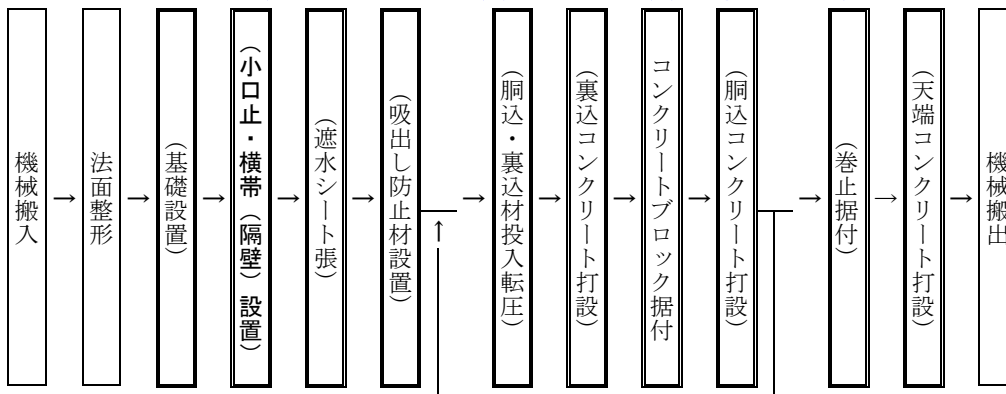 機械搬入
→
法面整形
→
（基礎設置）
→
（小口止・横帯（隔壁）設置）
→
（遮水シート張）
→
（吸出し防止材設置）
↑
→
（胴込・裏込材投入転圧）
→
（裏込コンクリート打設）
→
コンクリートブロック据付
→
（胴込コンクリート打設）
→
（巻止据付）
→
（天端コンクリート打設）
→
機械搬出